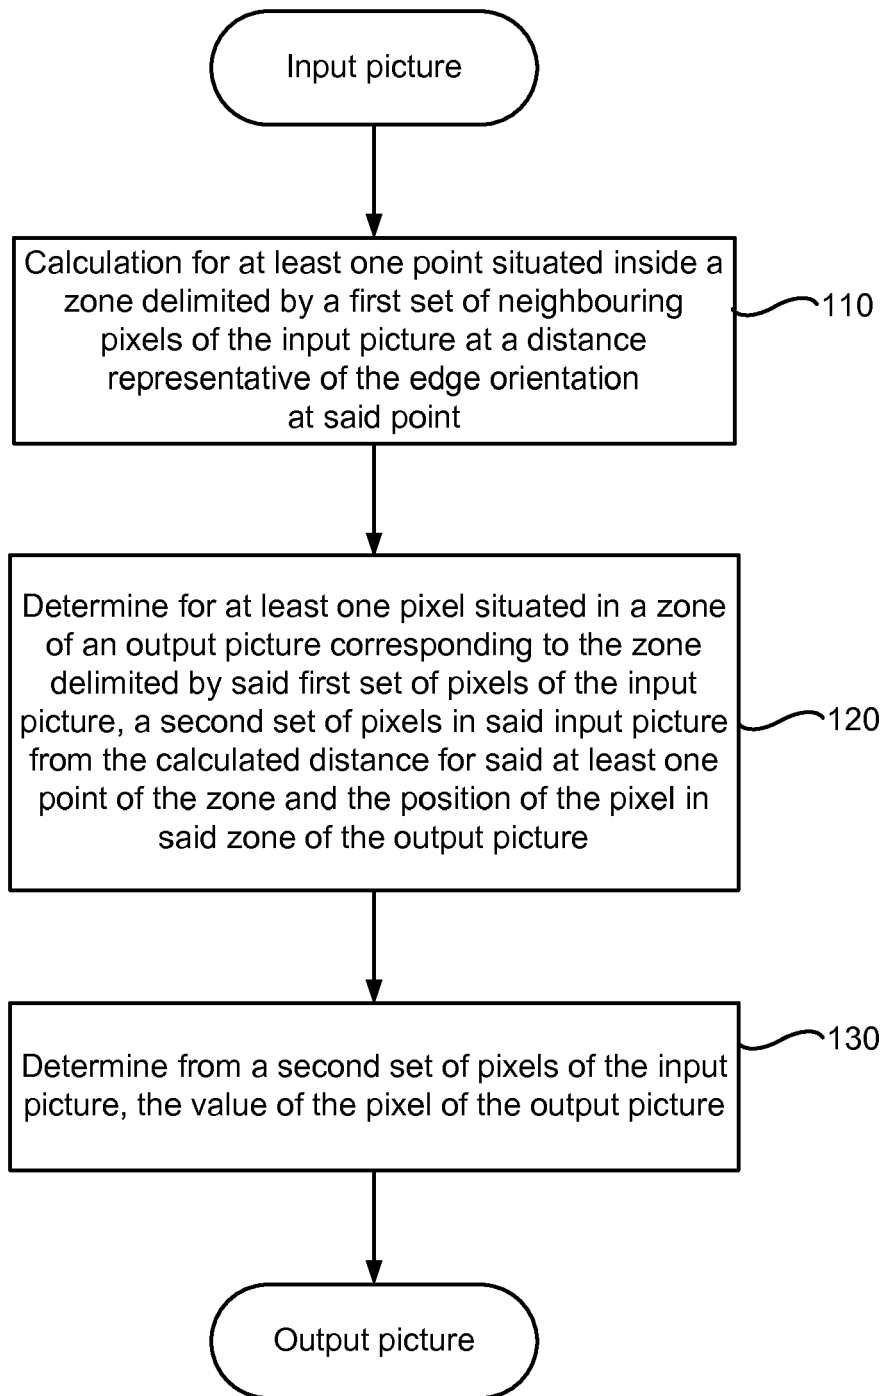 Input picture
Calculation for at least one point situated inside a
zone delimited by a first set of neighbouring
pixels of the input picture at a distance
representative of the edge orientation
at said point
110
Determine for at least one pixel situated in a zone
of an output picture corresponding to the zone
delimited by said first set of pixels of the input
picture, a second set of pixels in said input picture
from the calculated distance for said at least one
point of the zone and the position of the pixel in
said zone of the output picture
120
Determine from a second set of pixels of the input
picture, the value of the pixel of the output picture
130
Output picture